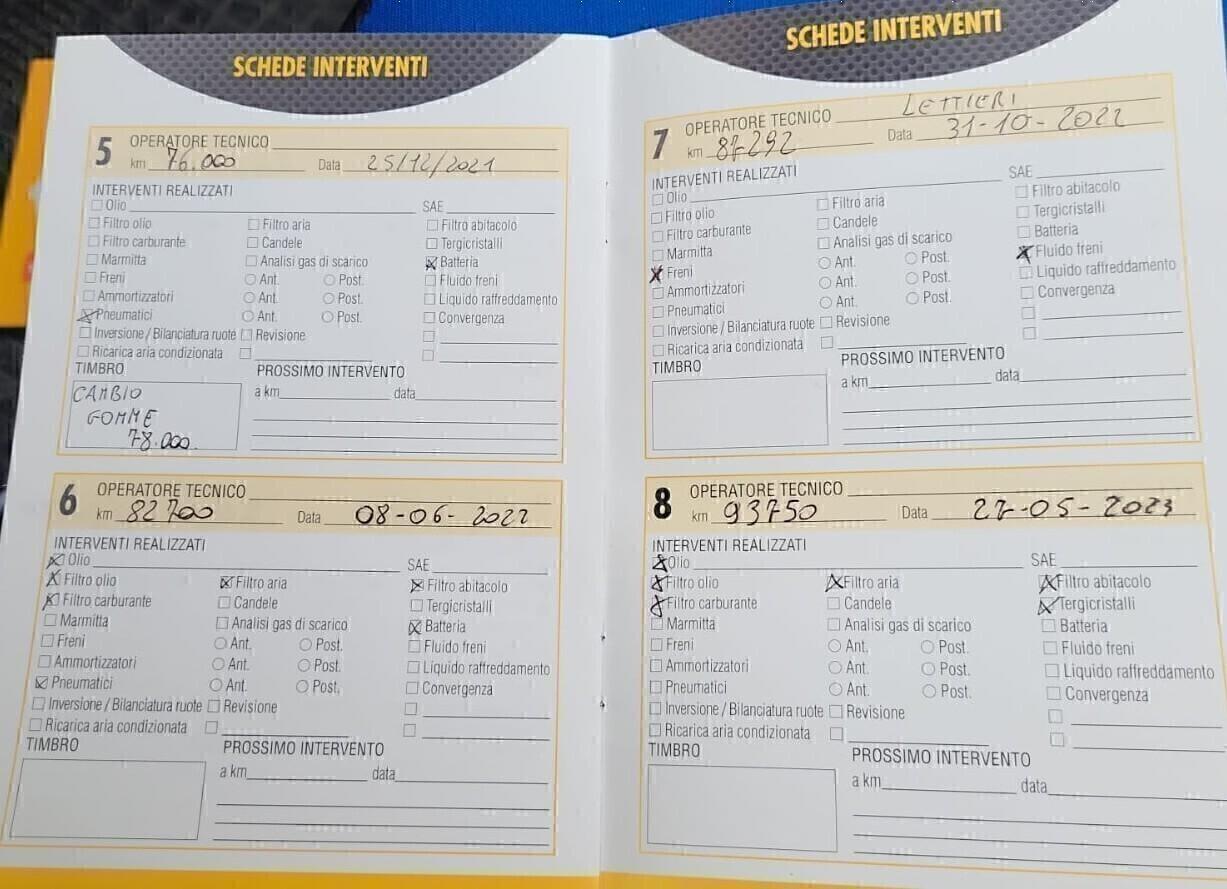 SCHEDE INTERVENTI
5 OPERATORE TECNICO
km 76.000 Data 25/12/2021
INTERVENTI REALIZZATI
Olio SAE
Filtro olio Filtro aria Filtro abitacolo
Filtro carburante Candele Tergicristalli
Marmitta Analisi gas di scarico Batteria
Freni Ant. Post. Fluido freni
Ammortizzatori Ant. Post. Liquido raffreddamento
Pneumatici Ant. Post. Convergenza
Inversione / Bilanciatura ruote Revisione
Ricarica aria condizionata
TIMBRO PROSSIMO INTERVENTO
CAMBIO a km data
GOMME
78.000
6 OPERATORE TECNICO
km 82700 Data 08-06-2022
INTERVENTI REALIZZATI
Olio SAE
Filtro olio Filtro aria Filtro abitacolo
Filtro carburante Candele Tergicristalli
Marmitta Analisi gas di scarico Batteria
Freni Ant. Post. Fluido freni
Ammortizzatori Ant. Post. Liquido raffreddamento
Pneumatici Ant. Post. Convergenza
Inversione / Bilanciatura ruote Revisione
Ricarica aria condizionata
TIMBRO PROSSIMO INTERVENTO
a km data
SCHEDE INTERVENTI
7 OPERATORE TECNICO LETTIERI
km 87292 Data 31-10-2022
INTERVENTI REALIZZATI
Olio SAE
Filtro olio Filtro aria Filtro abitacolo
Filtro carburante Candele Tergicristalli
Marmitta Analisi gas di scarico Batteria
Freni Ant. Post. Fluido freni
Ammortizzatori Ant. Post. Liquido raffreddamento
Pneumatici Ant. Post. Convergenza
Inversione / Bilanciatura ruote Revisione
Ricarica aria condizionata
TIMBRO PROSSIMO INTERVENTO
a km data
8 OPERATORE TECNICO
km 93750 Data 27-05-2023
INTERVENTI REALIZZATI
Olio SAE
Filtro olio Filtro aria Filtro abitacolo
Filtro carburante Candele Tergicristalli
Marmitta Analisi gas di scarico Batteria
Freni Ant. Post. Fluido freni
Ammortizzatori Ant. Post. Liquido raffreddamento
Pneumatici Ant. Post. Convergenza
Inversione / Bilanciatura ruote Revisione
Ricarica aria condizionata
TIMBRO PROSSIMO INTERVENTO
a km data